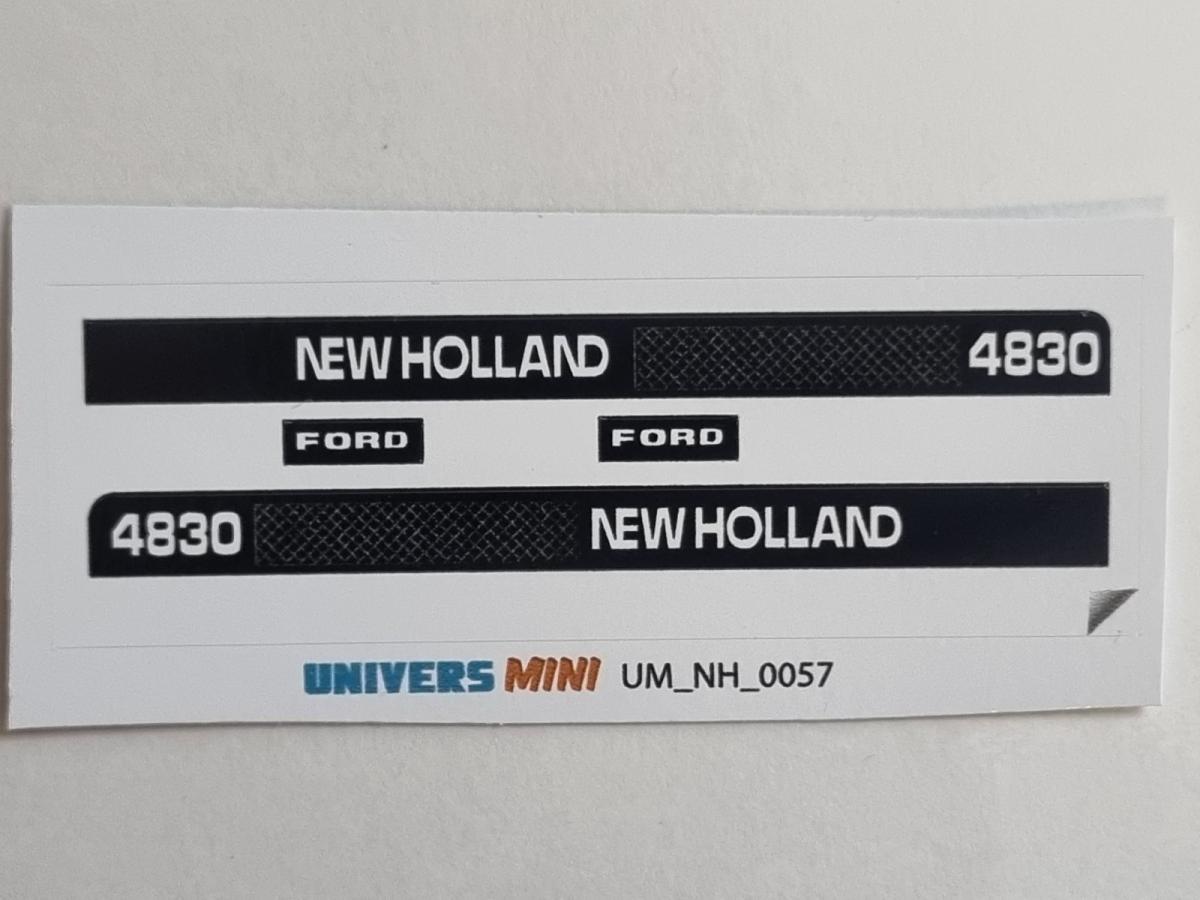 NEW HOLLAND 4830
FORD FORD
4830 NEW HOLLAND
UNIVERS MINI UM_NH_0057